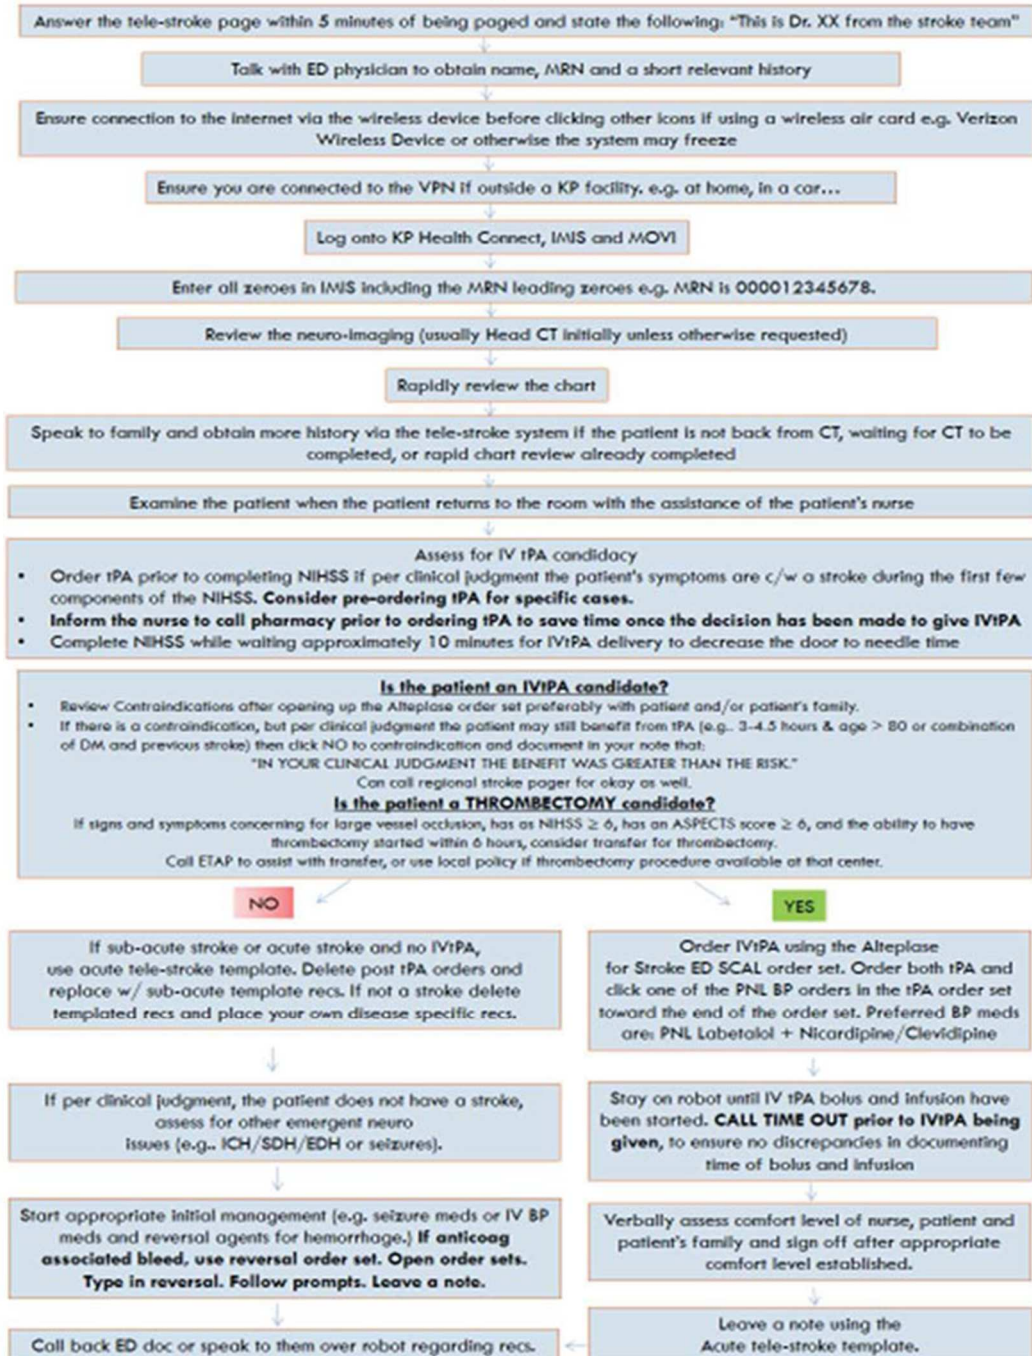 Answer the tele-stroke page within 5 minutes of being paged and state the following: "This is Dr. XX from the stroke team"
Talk with ED physician to obtain name, MRN and a short relevant history
Ensure connection to the internet via the wireless device before clicking other icons if using a wireless air card e.g. Verizon
Wireless Device or otherwise the system may freeze
Ensure you are connected to the VPN if outside a KP facility. e.g. at home, in a car...
Log onto KP Health Connect, IMIS and MOVI
Enter all zeroes in IMIS including the MRN leading zeroes e.g. MRN is 000012345678.
Review the neuro-imaging (usually Head CT initially unless otherwise requested)
Rapidly review the chart
Speak to family and obtain more history via the tele-stroke system if the patient is not back from CT, waiting for CT to be
completed, or rapid chart review already completed
Examine the patient when the patient returns to the room with the assistance of the patient's nurse
Assess for IV tPA candidacy
• Order tPA prior to completing NIHSS if per clinical judgment the patient's symptoms are c/w a stroke during the first few
components of the NIHSS. Consider pre-ordering tPA for specific cases.
• Inform the nurse to call pharmacy prior to ordering tPA to save time once the decision has been made to give IVtPA
• Complete NIHSS while waiting approximately 10 minutes for IVtPA delivery to decrease the door to needle time
Is the patient an IVtPA candidate?
• Review Contraindications after opening up the Alteplase order set preferably with patient and/or patient's family.
• If there is a contraindication, but per clinical judgment the patient may still benefit from tPA (e.g.. 3-4.5 hours & age > 80 or combination
of DM and previous stroke) then click NO to contraindication and document in your note that:
"IN YOUR CLINICAL JUDGMENT THE BENEFIT WAS GREATER THAN THE RISK."
Can call regional stroke pager for okay as well.
Is the patient a THROMBECTOMY candidate?
If signs and symptoms concerning for large vessel occlusion, has as NIHSS ≥ 6, has an ASPECTS score ≥ 6, and the ability to have
thrombectomy started within 6 hours, consider transfer for thrombectomy.
Call ETAP to assist with transfer, or use local policy if thrombectomy procedure available at that center.
NO
If sub-acute stroke or acute stroke and no IVtPA,
use acute tele-stroke template. Delete post tPA orders and
replace w/ sub-acute template recs. If not a stroke delete
templated recs and place your own disease specific recs.
If per clinical judgment, the patient does not have a stroke,
assess for other emergent neuro
issues (e.g.. ICH/SDH/EDH or seizures).
Start appropriate initial management (e.g. seizure meds or IV BP
meds and reversal agents for hemorrhage.) If anticoag
associated bleed, use reversal order set. Open order sets.
Type in reversal. Follow prompts. Leave a note.
Call back ED doc or speak to them over robot regarding recs.
YES
Order IVtPA using the Alteplase
for Stroke ED SCAL order set. Order both tPA and
click one of the PNL BP orders in the tPA order set
toward the end of the order set. Preferred BP meds
are: PNL Labetalol + Nicardipine/Clevidipine
Stay on robot until IV tPA bolus and infusion have
been started. CALL TIME OUT prior to IVtPA being
given, to ensure no discrepancies in documenting
time of bolus and infusion
Verbally assess comfort level of nurse, patient and
patient's family and sign off after appropriate
comfort level established.
Leave a note using the
Acute tele-stroke template.